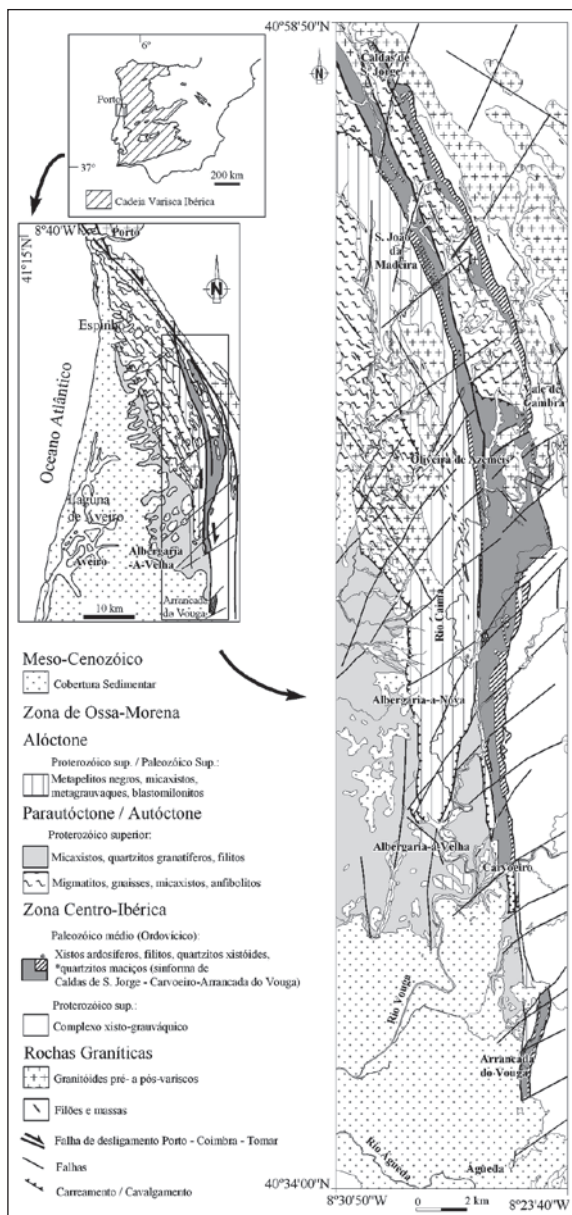 6°
Porto
37°
200 km
Cadeia Varisca Ibérica
8°40'W
41°15'N
Porto
N
Espinho
Oceano Atlântico
Laguna
de Aveiro
Aveiro
Albergaria
-A-Velha
Arrancada
do Vouga
10 km
Meso-Cenozóico
Cobertura Sedimentar
Zona de Ossa-Morena
Alóctone
Proterozóico sup. / Paleozóico Sup.:
Metapelitos negros, micaxistos,
metagrauvaques, blastomilonitos
Parautóctone / Autóctone
Proterozóico superior:
Micaxistos, quartzitos granatíferos, filitos
Migmatitos, gnaisses, micaxistos, anfibolitos
Zona Centro-Ibérica
Paleozóico médio (Ordovícico):
Xistos ardosíferos, filitos, quartzitos xistóides,
*quartzitos maciços (sinforma de
Caldas de S. Jorge - Carvoeiro-Arrancada do Vouga)
Proterozóico sup.:
Complexo xisto-grauváquico
Rochas Graníticas
Granitóides pré- a pós-variscos
Filões e massas
Falha de desligamento Porto - Coimbra - Tomar
Falhas
Carreamento / Cavalgamento
40°58'50"N
N
Caldas de
Jorge
S. João
da
Madeira
Vale de
Cambra
Oliveira de Azeméis
Rio Caima
Albergaria-a-Nova
Albergaria-a-Velha
Carvoeiro
Rio Vouga
Arrancada
do Vouga
Rio Águeda
Águeda
40°34'00"N
8°30'50"W
0 2 km
8°23'40"W